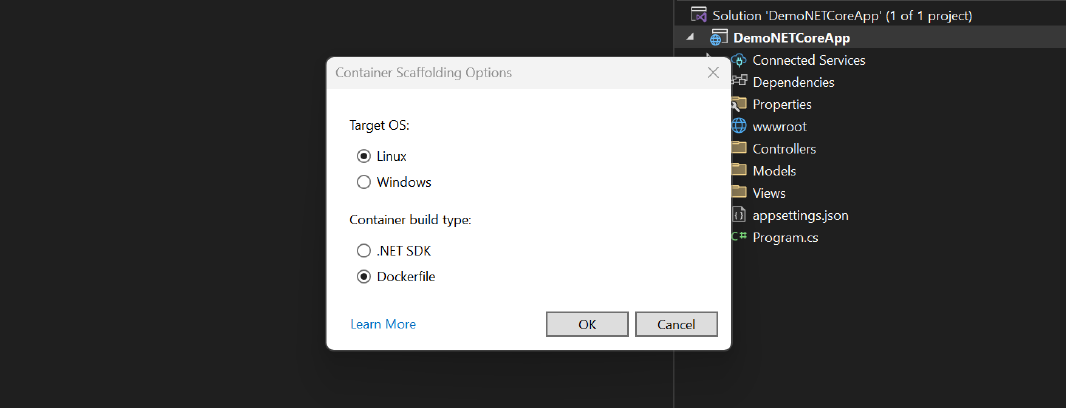 Solution 'DemoNETCoreApp' (1 of 1 project)
DemoNETCoreApp
Connected Services
Dependencies
Properties
wwwroot
Controllers
Models
Views
appsettings.json
C# Program.cs
Container Scaffolding Options
Target OS:
Linux
Windows
Container build type:
.NET SDK
Dockerfile
Learn More
OK
Cancel